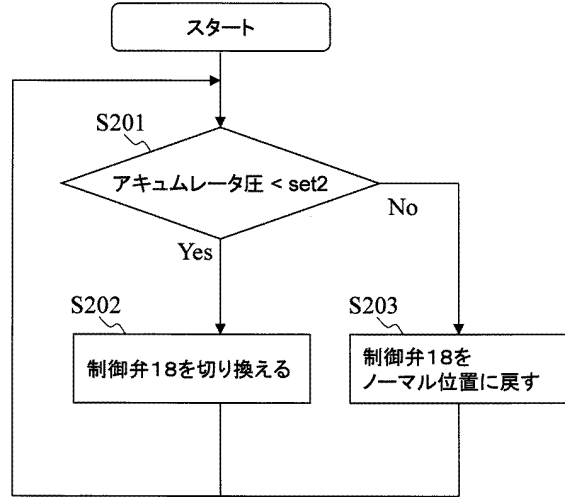 スタート
S201
アキュムレータ圧 < set2
Yes
No
S202
制御弁18を切り換える
S203
制御弁18を
ノーマル位置に戻す